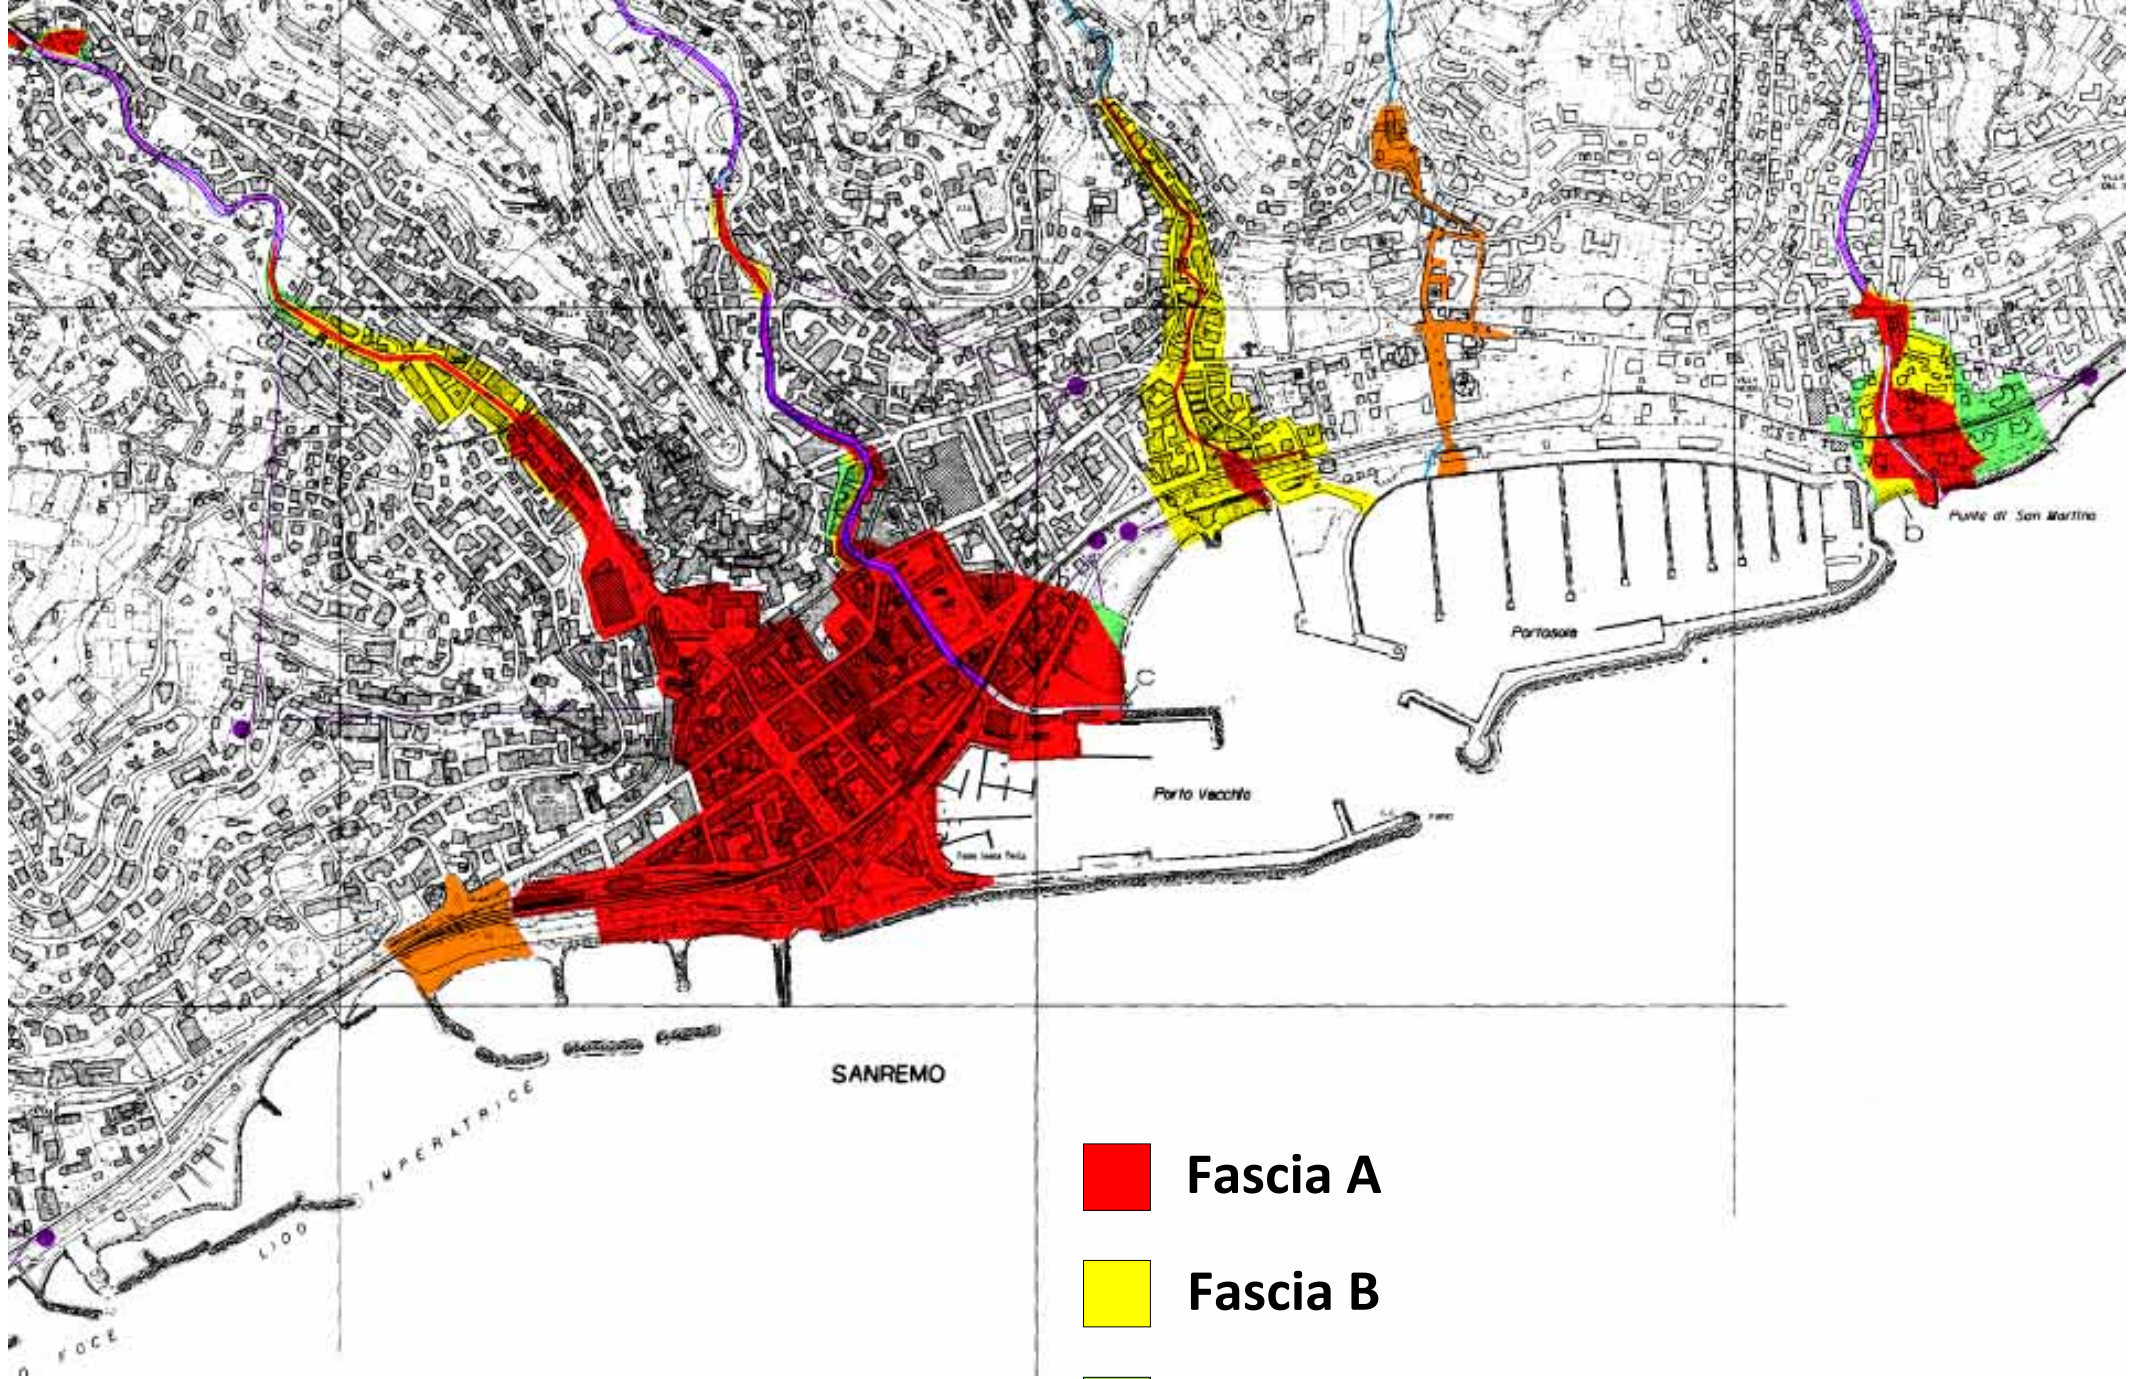 Punta di San Martino
D
Portosole
C
Porto Vecchio
SANREMO
LIDO IMPERATRICE
FOCE
Fascia A
Fascia B